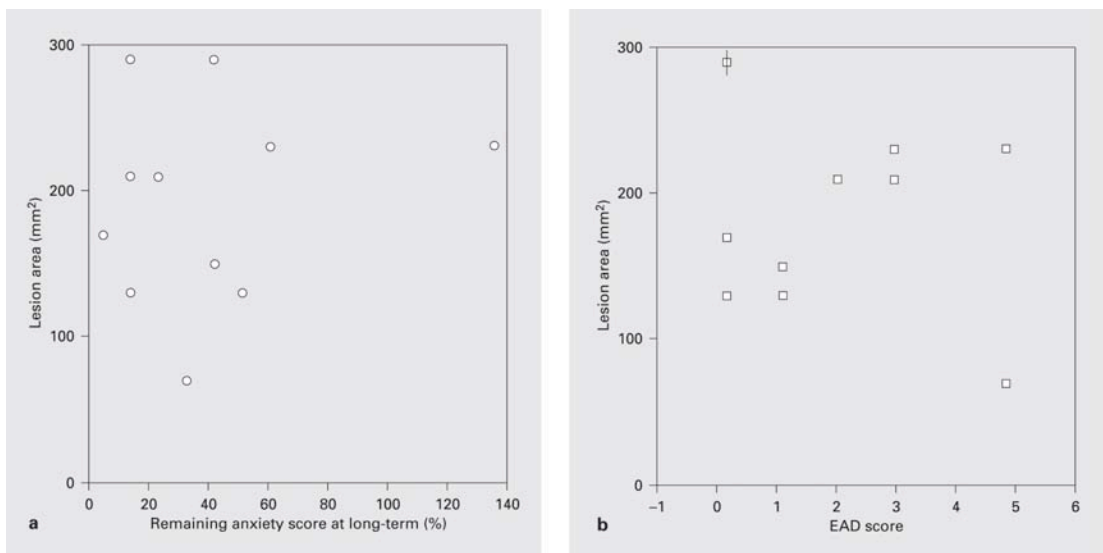 300
200
100
0
Lesion area (mm²)
0 20 40 60 80 100 120 140
Remaining anxiety score at long-term (%)
a
300
200
100
0
Lesion area (mm²)
–1 0 1 2 3 4 5 6
EAD score
b